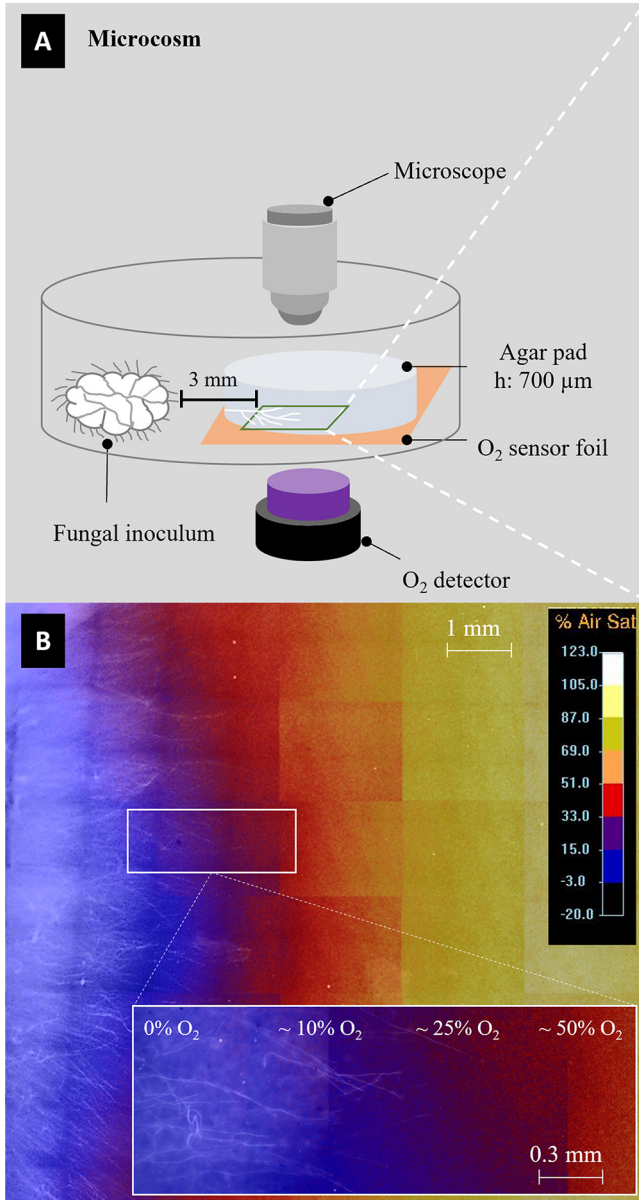 A
Microcosm
Microscope
3 mm
Agar pad
h: 700 µm
O₂ sensor foil
Fungal inoculum
O₂ detector
B
1 mm
% Air Sat
123.0
105.0
87.0
69.0
51.0
33.0
15.0
-3.0
-20.0
0% O₂
~ 10% O₂
~ 25% O₂
~ 50% O₂
0.3 mm